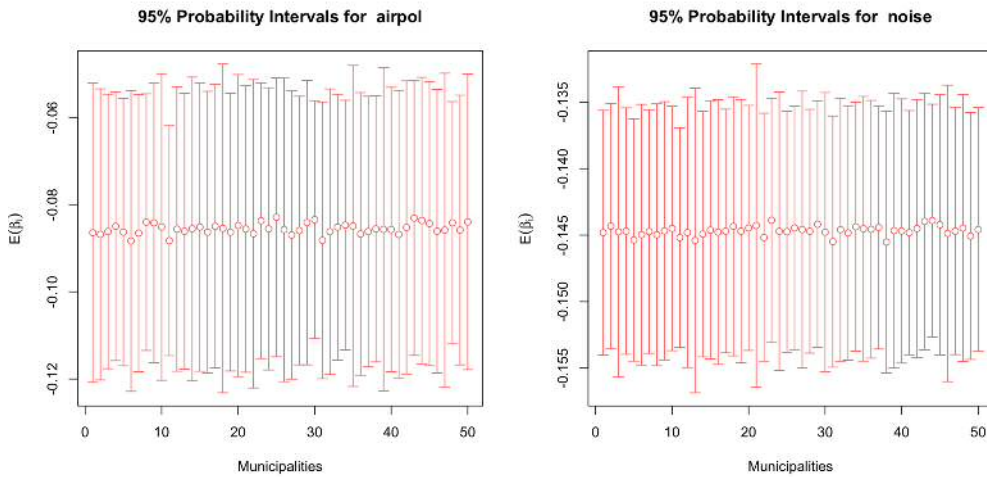 95% Probability Intervals for airpol
E(βⱼ)
-0.06
-0.08
-0.10
-0.12
0 10 20 30 40 50
Municipalities
95% Probability Intervals for noise
E(βⱼ)
-0.135
-0.140
-0.145
-0.150
-0.155
0 10 20 30 40 50
Municipalities